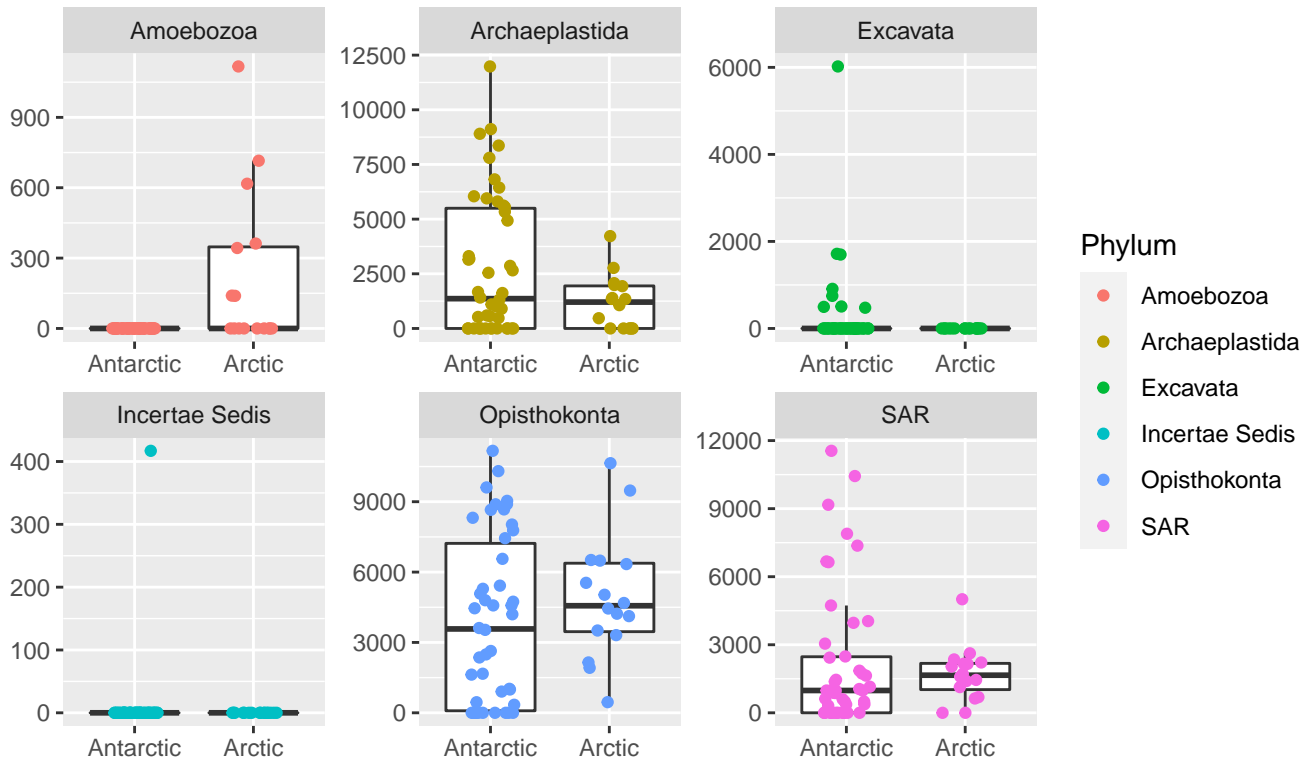 Amoebozoa
Archaeplastida
Excavata
900
600
300
0
12500
10000
7500
5000
2500
0
6000
4000
2000
0
Antarctic Arctic
Antarctic Arctic
Antarctic Arctic
Incertae Sedis
Opisthokonta
SAR
400
300
200
100
0
9000
6000
3000
0
12000
9000
6000
3000
0
Antarctic Arctic
Antarctic Arctic
Antarctic Arctic
Phylum
Amoebozoa
Archaeplastida
Excavata
Incertae Sedis
Opisthokonta
SAR